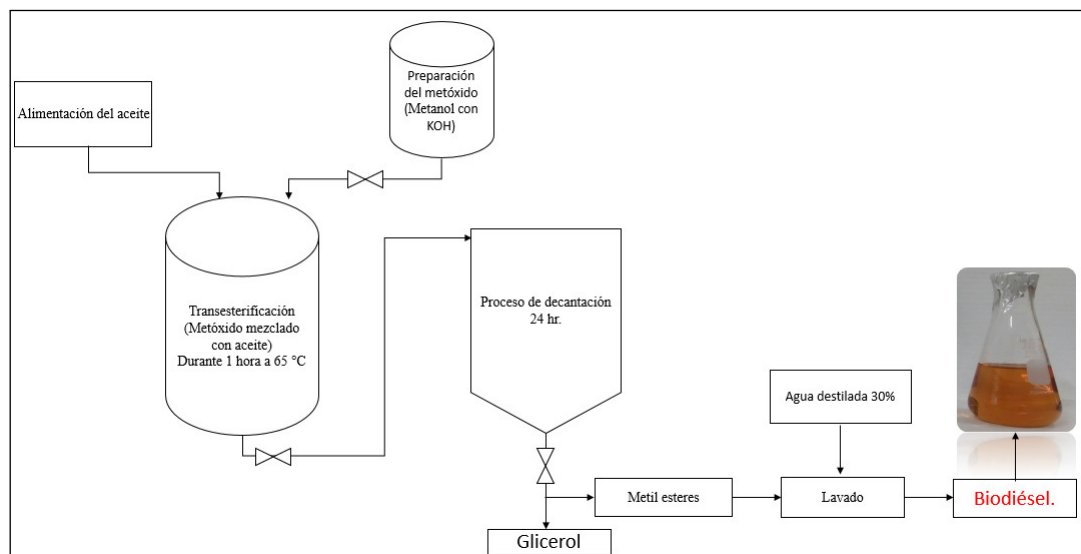 Alimentación del aceite
Preparación
del metóxido
(Metanol con
KOH)
Transesterificación
(Metóxido mezclado
con aceite)
Durante 1 hora a 65 °C
Proceso de decantación
24 hr.
Agua destilada 30%
Metil esteres
Lavado
Biodiésel.
Glicerol